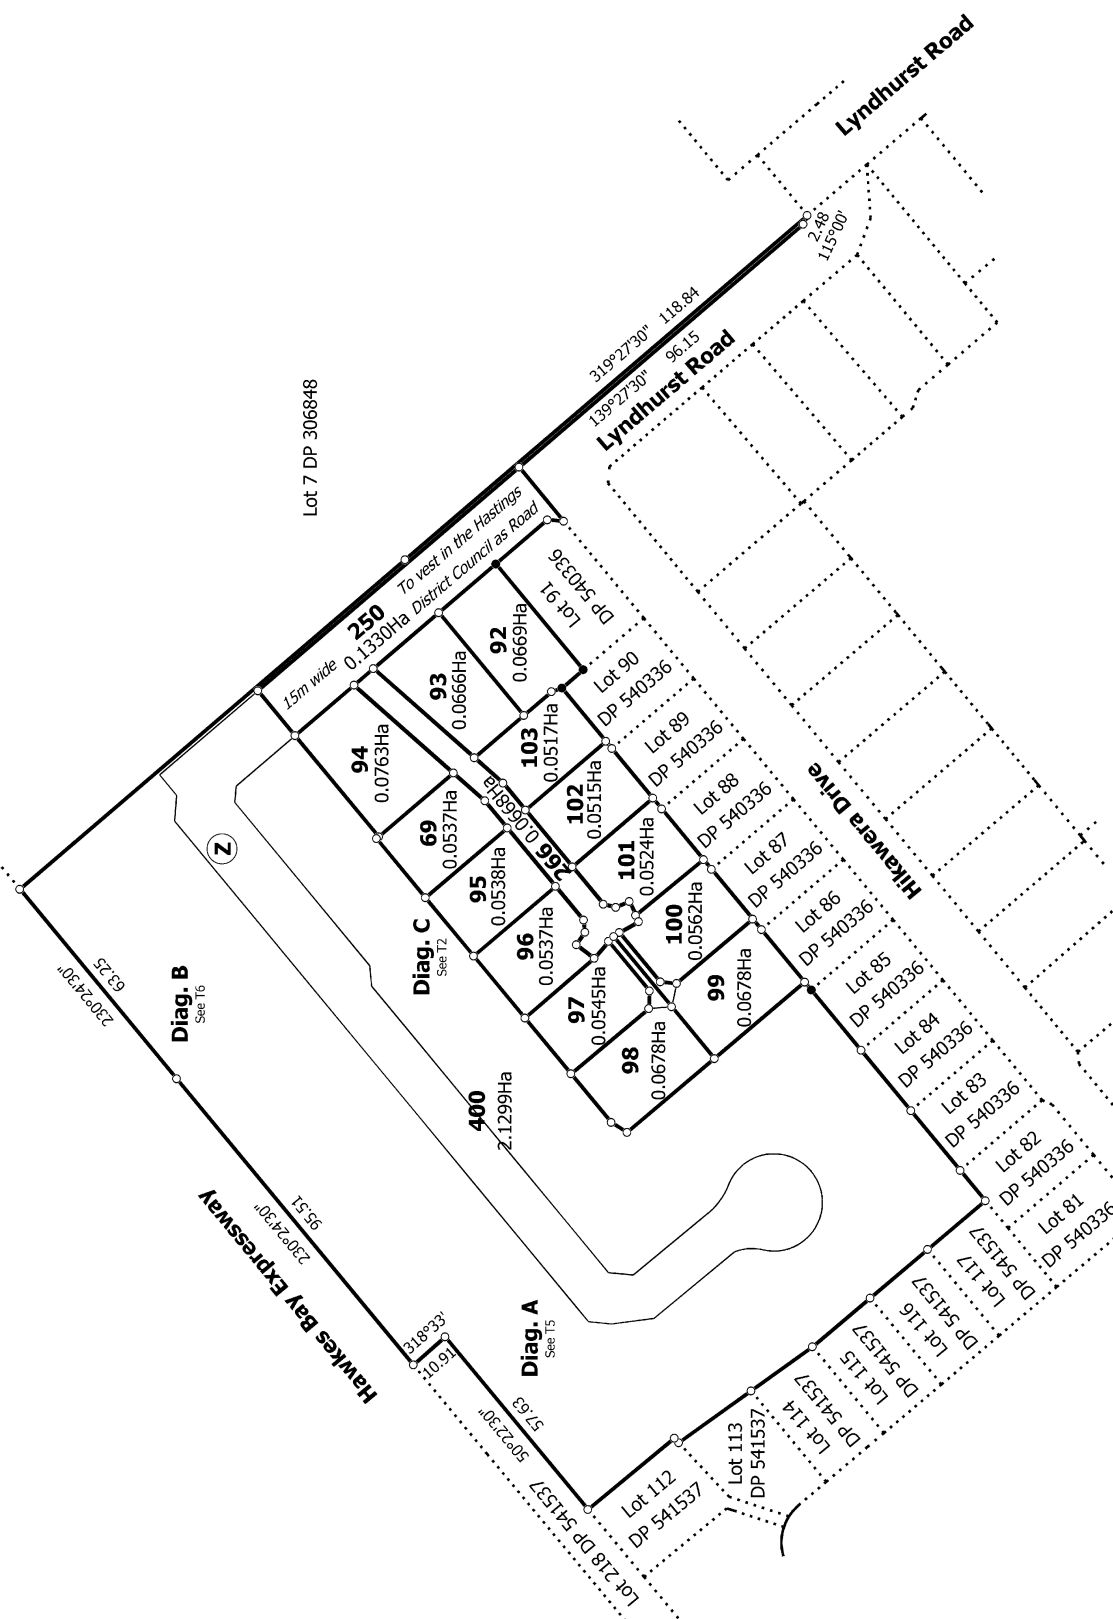 Lyndhurst Road
2.48
115°00'
319°27'30" 118.84
139°27'30" 96.15
Lyndhurst Road
Lot 7 DP 306848
To vest in the Hastings
District Council as Road
250
15m wide 0.1330Ha
Lot 91
DP 540336
92
0.0669Ha
93
0.0666Ha
94
0.0763Ha
103
0.0517Ha
102
0.0515Ha
69
0.0537Ha
266 0.0668Ha
101
0.0524Ha
95
0.0538Ha
96
0.0537Ha
100
0.0562Ha
97
0.0545Ha
99
0.0678Ha
98
0.0678Ha
Lot 90
DP 540336
Lot 89
DP 540336
Lot 88
DP 540336
Lot 87
DP 540336
Lot 86
DP 540336
Lot 85
DP 540336
Lot 84
DP 540336
Lot 83
DP 540336
Lot 82
DP 540336
Lot 81
DP 540336
Hikawera Drive
Z
Diag. C
See T2
Diag. B
See T6
230°24'30" 63.25
400
2.1299Ha
Hawkes Bay Expressway
230°24'30" 95.51
318°33'
10.91
Diag. A
See T5
50°22'30" 57.63
Lot 218 DP 541537
Lot 112
DP 541537
Lot 113
DP 541537
Lot 114
DP 541537
Lot 115
DP 541537
Lot 116
DP 541537
Lot 117
DP 541537